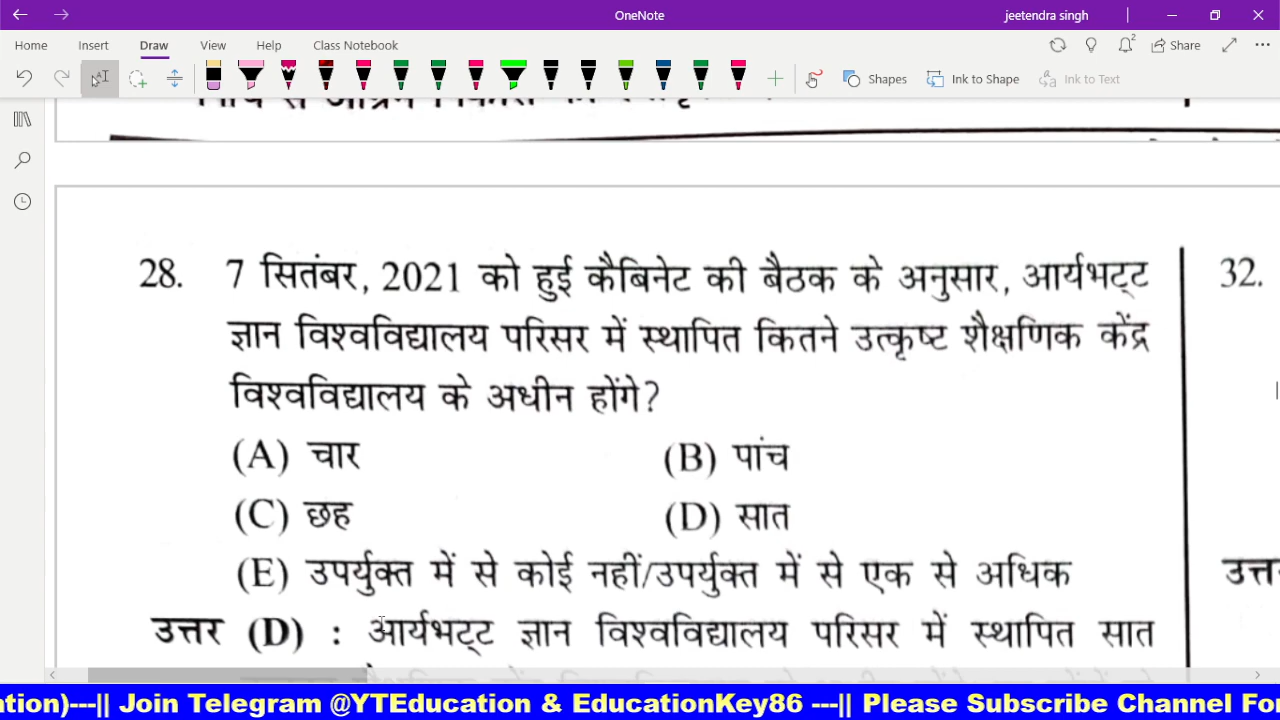 OneNote
jeetendra singh
Home Insert Draw View Help Class Notebook
Share
Shapes Ink to Shape Ink to Text
28. 7 सितंबर, 2021 को हुई कैबिनेट की बैठक के अनुसार, आर्यभट्ट
ज्ञान विश्वविद्यालय परिसर में स्थापित कितने उत्कृष्ट शैक्षणिक केंद्र
विश्वविद्यालय के अधीन होंगे?
(A) चार (B) पांच
(C) छह (D) सात
(E) उपर्युक्त में से कोई नहीं/उपर्युक्त में से एक से अधिक
उत्तर (D) : आर्यभट्ट ज्ञान विश्वविद्यालय परिसर में स्थापित सात
32.
ation)---|| Join Telegram @YTEducation & EducationKey86 ---|| Please Subscribe Channel Fo